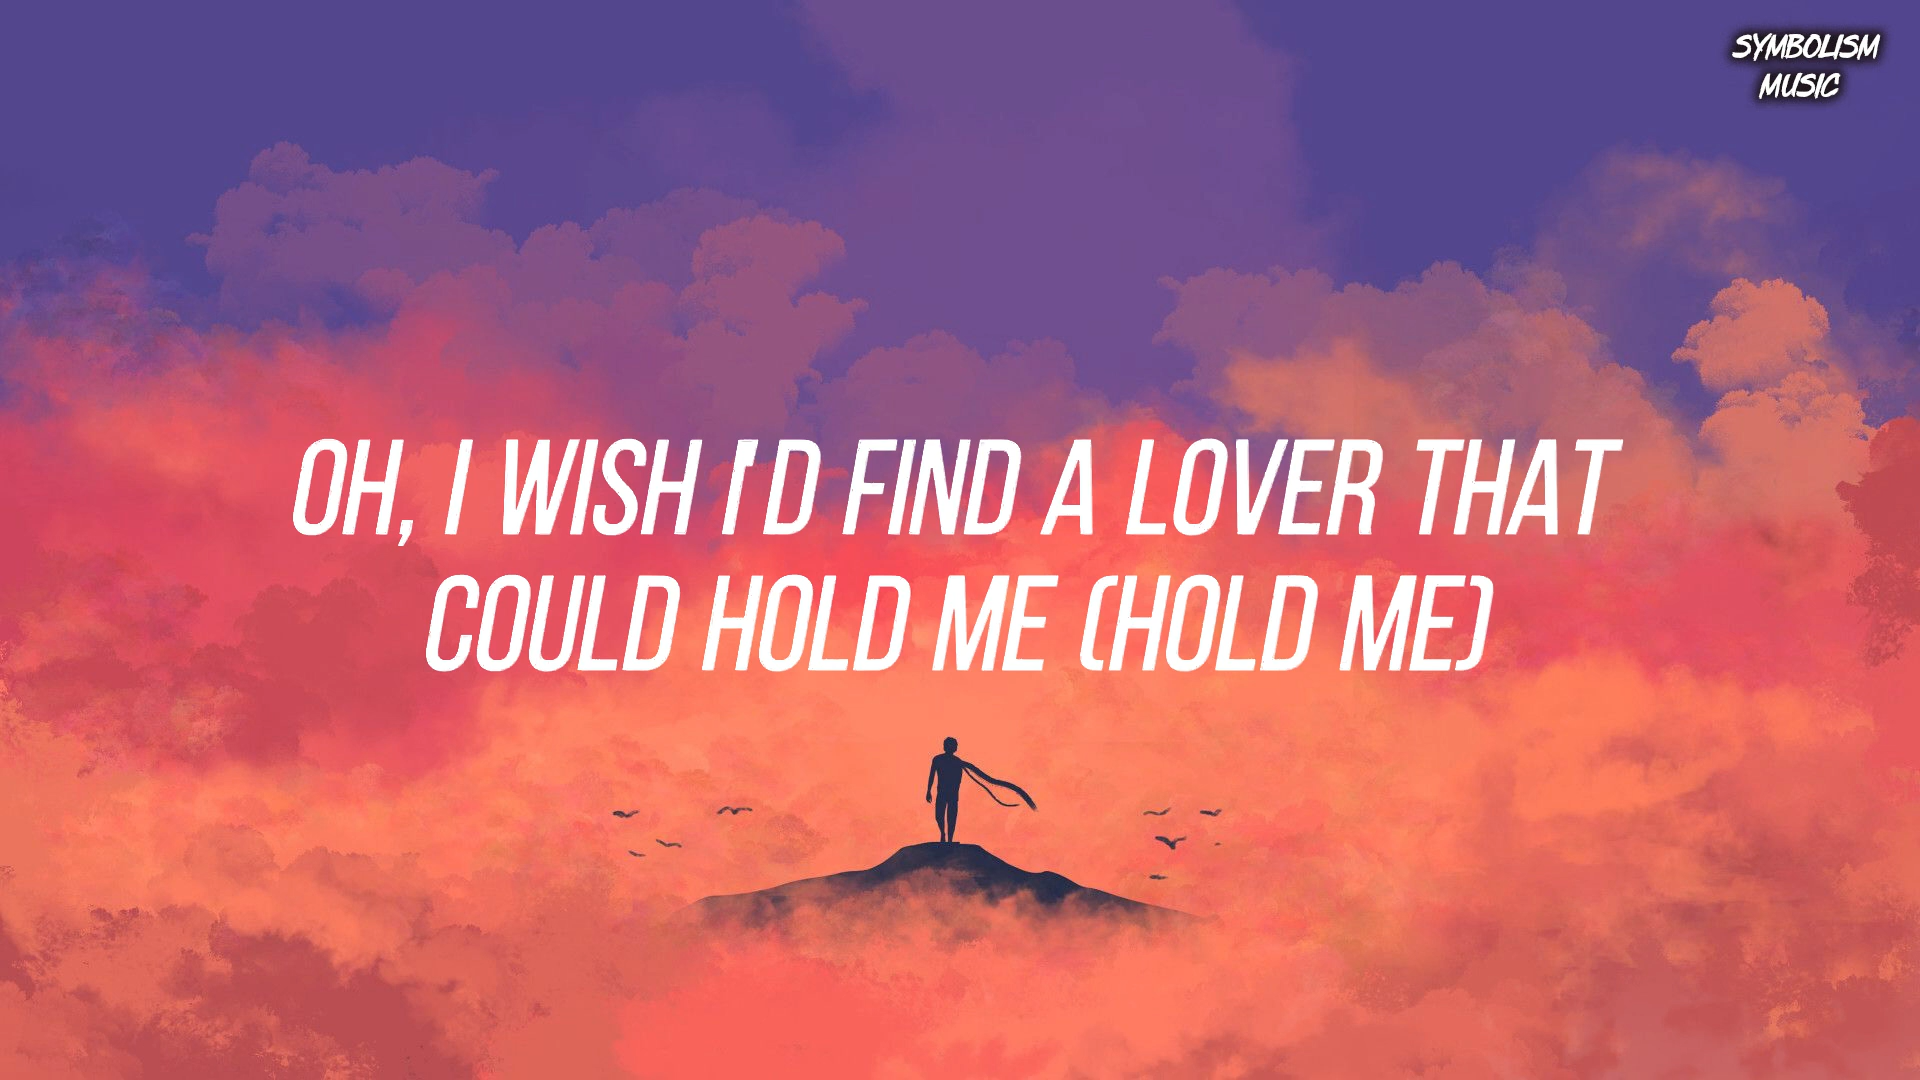 SYMBOLISM
MUSIC
OH, I WISH I'D FIND A LOVER THAT
COULD HOLD ME (HOLD ME)